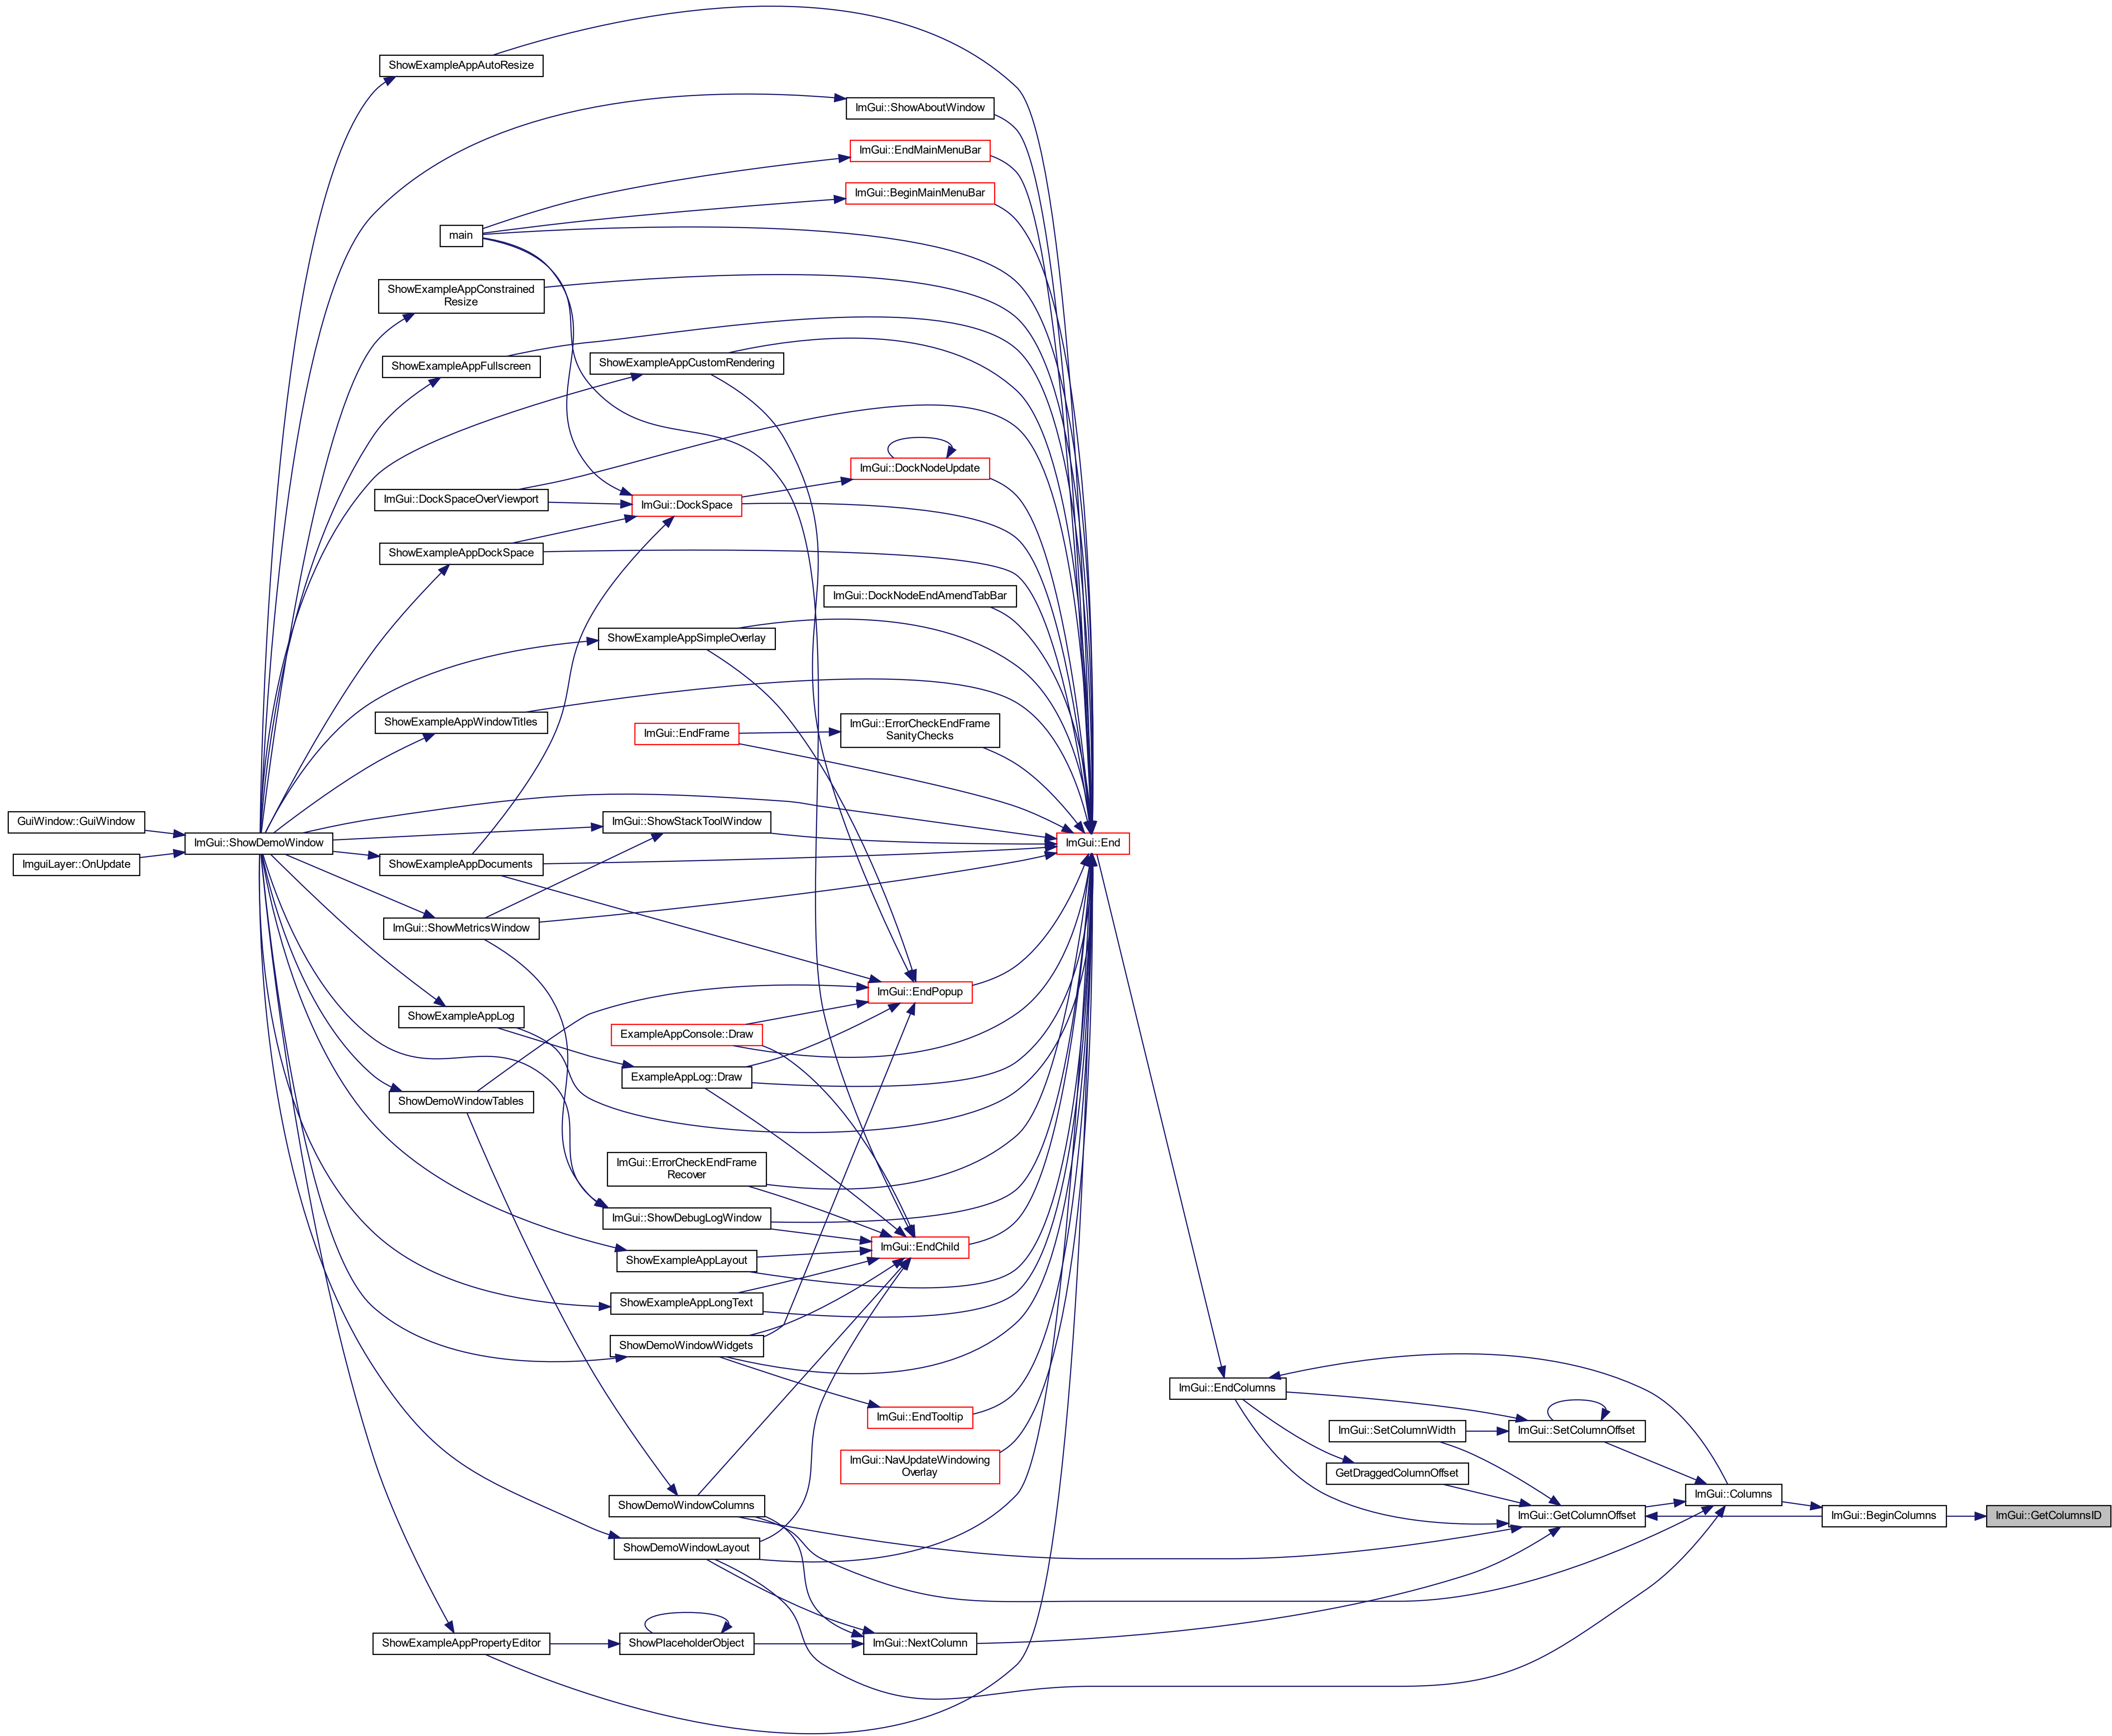 ShowExampleAppAutoResize
ImGui::ShowAboutWindow
ImGui::EndMainMenuBar
ImGui::BeginMainMenuBar
main
ShowExampleAppConstrained
Resize
ShowExampleAppFullscreen
ShowExampleAppCustomRendering
ImGui::DockNodeUpdate
ImGui::DockSpaceOverViewport
ImGui::DockSpace
ShowExampleAppDockSpace
ImGui::DockNodeEndAmendTabBar
ShowExampleAppSimpleOverlay
ShowExampleAppWindowTitles
ImGui::EndFrame
ImGui::ErrorCheckEndFrame
SanityChecks
GuiWindow::GuiWindow
ImGui::ShowDemoWindow
ImGui::ShowStackToolWindow
ImGui::End
ImguiLayer::OnUpdate
ShowExampleAppDocuments
ImGui::ShowMetricsWindow
ImGui::EndPopup
ShowExampleAppLog
ExampleAppConsole::Draw
ExampleAppLog::Draw
ShowDemoWindowTables
ImGui::ErrorCheckEndFrame
Recover
ImGui::ShowDebugLogWindow
ImGui::EndChild
ShowExampleAppLayout
ShowExampleAppLongText
ShowDemoWindowWidgets
ImGui::EndColumns
ImGui::EndTooltip
ImGui::SetColumnWidth
ImGui::SetColumnOffset
ImGui::NavUpdateWindowing
Overlay
GetDraggedColumnOffset
ImGui::Columns
ShowDemoWindowColumns
ImGui::GetColumnOffset
ImGui::BeginColumns
ImGui::GetColumnsID
ShowDemoWindowLayout
ShowExampleAppPropertyEditor
ShowPlaceholderObject
ImGui::NextColumn